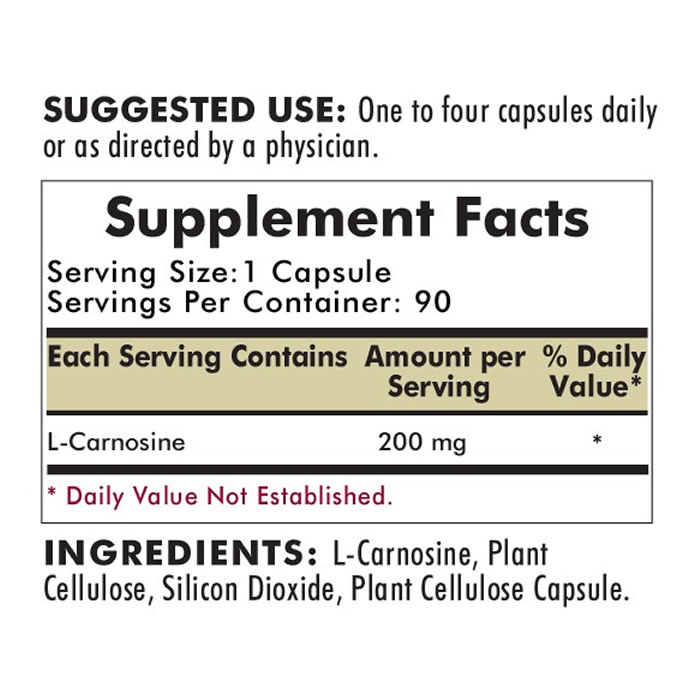 SUGGESTED USE: One to four capsules daily
or as directed by a physician.
Supplement Facts
Serving Size:1 Capsule
Servings Per Container: 90
Each Serving Contains Amount per % Daily
Serving Value*
L-Carnosine 200 mg *
* Daily Value Not Established.
INGREDIENTS: L-Carnosine, Plant
Cellulose, Silicon Dioxide, Plant Cellulose Capsule.